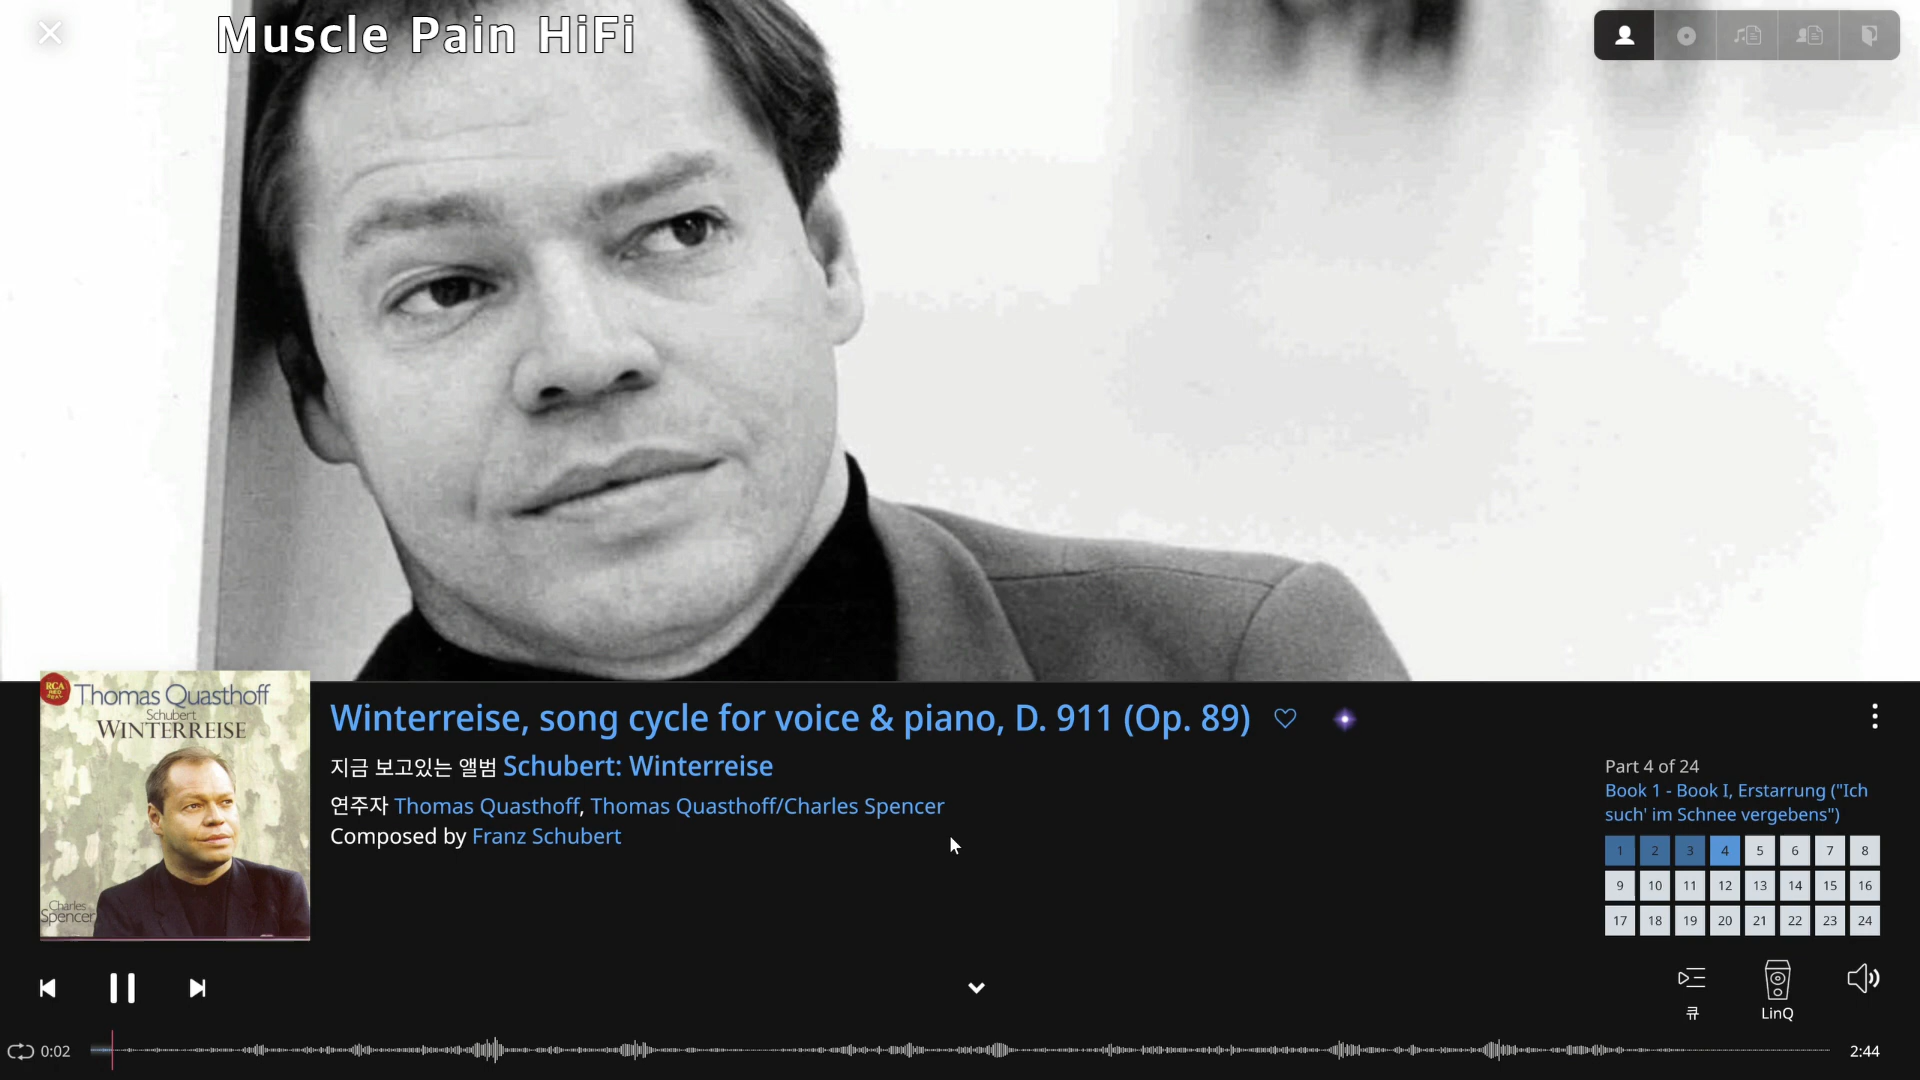 Muscle Pain HiFi
RCA
RED
SEAL
Thomas Quasthoff
Schubert
WINTERREISE
Charles
Spencer
Winterreise, song cycle for voice & piano, D. 911 (Op. 89)
지금 보고있는 앨범 Schubert: Winterreise
연주자 Thomas Quasthoff, Thomas Quasthoff/Charles Spencer
Composed by Franz Schubert
Part 4 of 24
Book 1 - Book I, Erstarrung ("Ich
such' im Schnee vergebens")
1 2 3 4 5 6 7 8
9 10 11 12 13 14 15 16
17 18 19 20 21 22 23 24
큐 LinQ
0:02 2:44